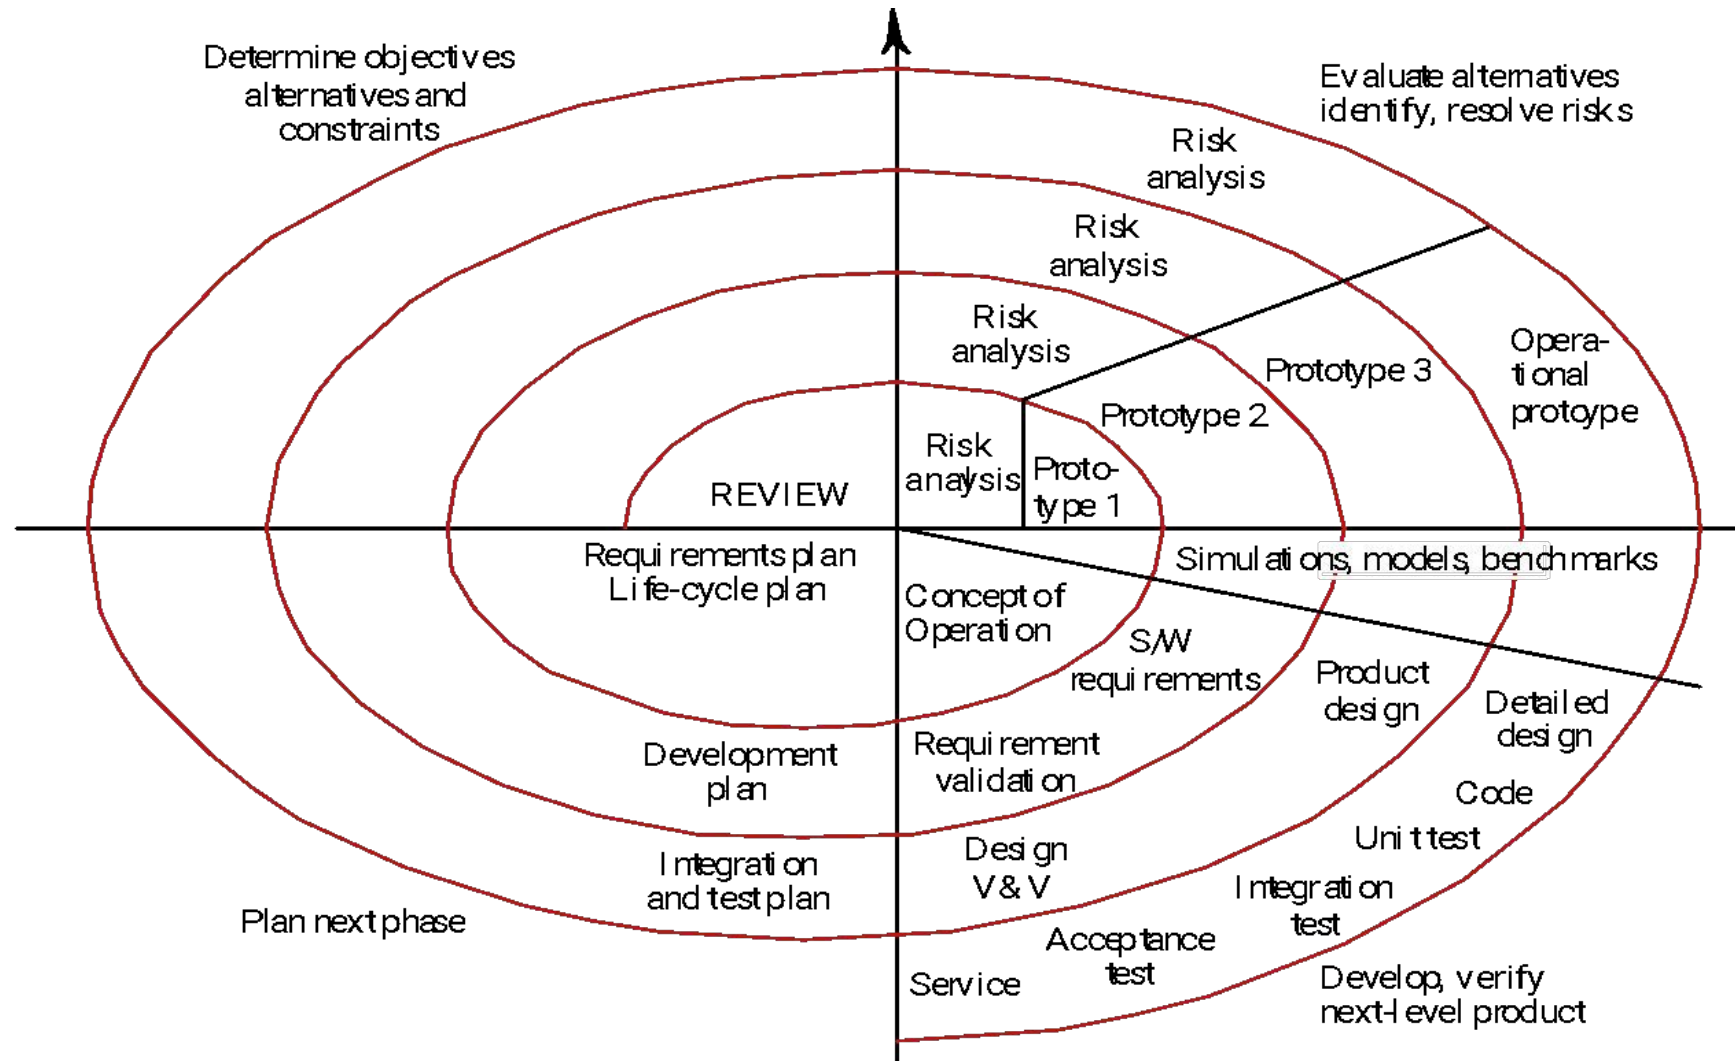 Determine objectives
alternatives and
constraints
Evaluate alternatives
identify, resolve risks
Risk
analysis
Risk
analysis
Risk
analysis
Risk
analysis
Proto-
type 1
Prototype 2
Prototype 3
Opera-
tional
protoype
REVIEW
Requirements plan
Life-cycle plan
Simulations, models, benchmarks
Concept of
Operation
S/W
requirements
Product
design
Detailed
design
Development
plan
Requirement
validation
Code
Unit test
Integration
and test plan
Design
V & V
Integration
test
Plan next phase
Acceptance
test
Service
Develop, verify
next-level product